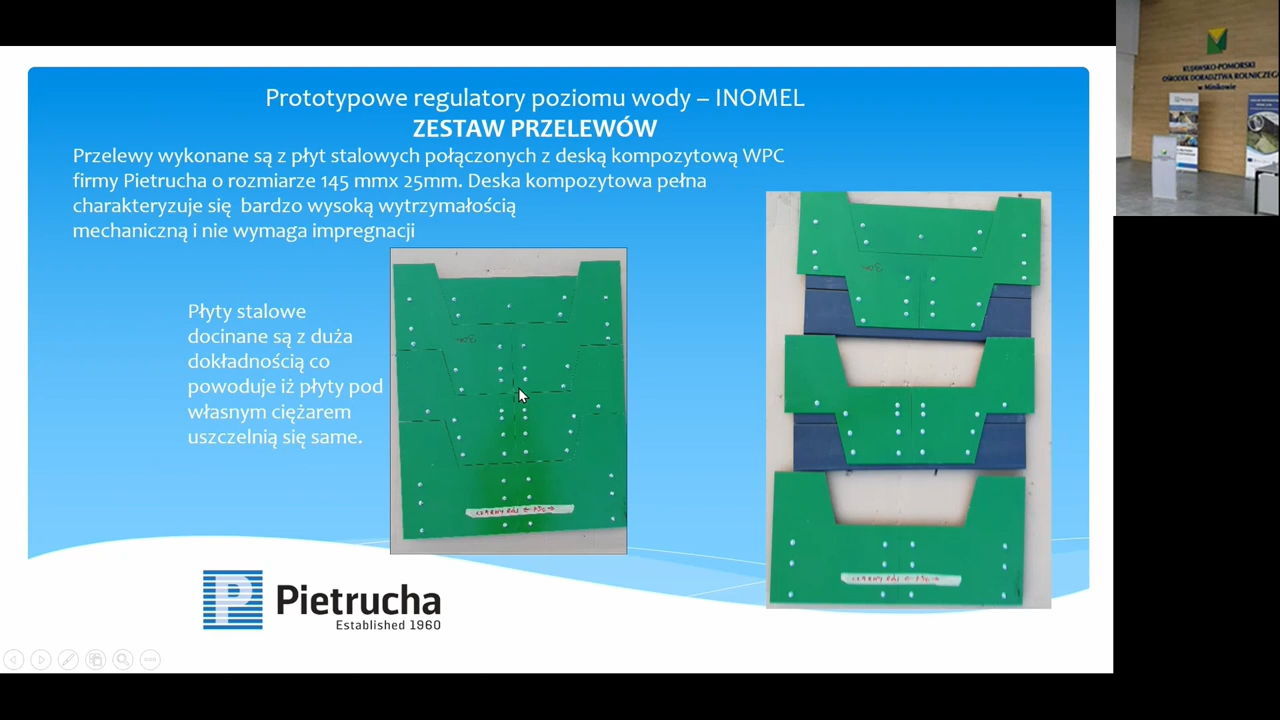 Prototypowe regulatory poziomu wody – INOMEL
ZESTAW PRZELEWÓW
Przelewy wykonane są z płyt stalowych połączonych z deską kompozytową WPC
firmy Pietrucha o rozmiarze 145 mmx 25mm. Deska kompozytowa pełna
charakteryzuje się bardzo wysoką wytrzymałością
mechaniczną i nie wymaga impregnacji
Płyty stalowe
docinane są z duża
dokładnością co
powoduje iż płyty pod
własnym ciężarem
uszczelnią się same.
P
Pietrucha
Established 1960
KUJAWSKO-POMORSKI
OŚRODEK DORADZTWA ROLNICZEGO
w Minikowie